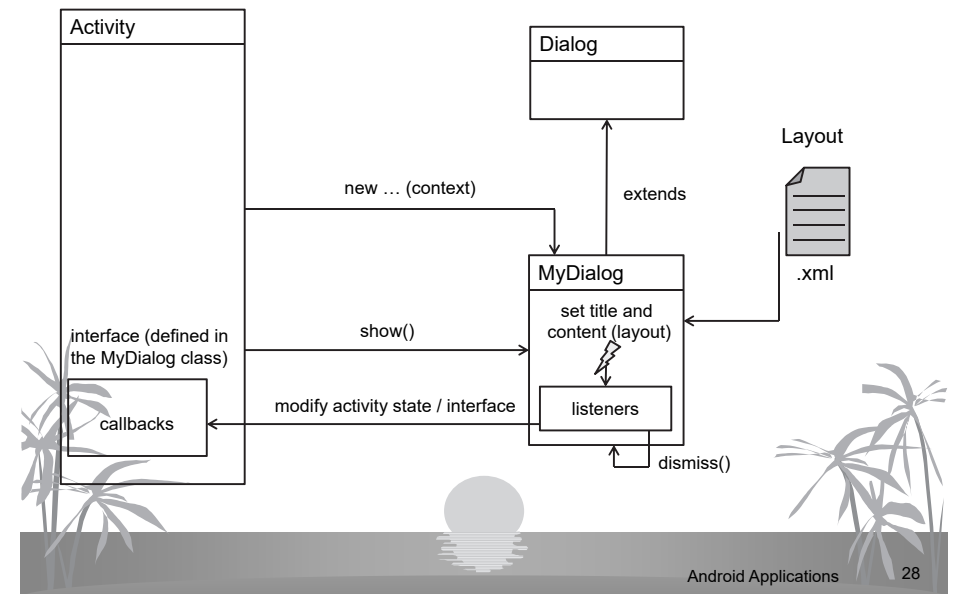 Activity
Dialog
Layout
new … (context)
extends
.xml
MyDialog
set title and
content (layout)
interface (defined in
the MyDialog class)
show()
callbacks
modify activity state / interface
listeners
dismiss()
Android Applications
28